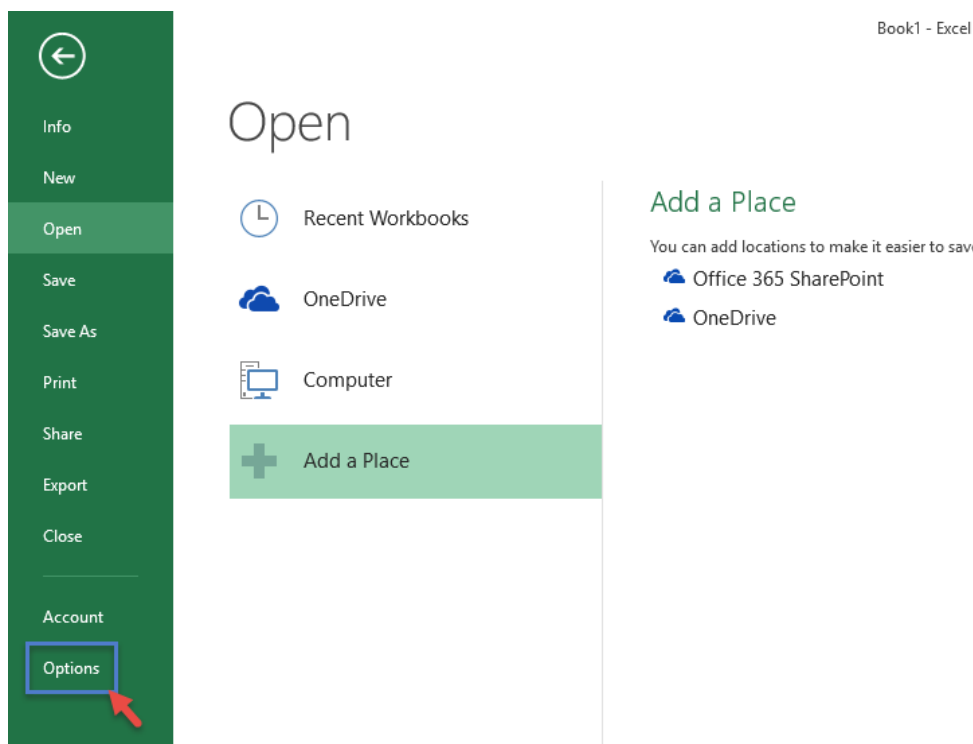 Book1 - Excel
Info
New
Open
Save
Save As
Print
Share
Export
Close
Account
Options
Open
Recent Workbooks
OneDrive
Computer
Add a Place
Add a Place
You can add locations to make it easier to
Office 365 SharePoint
OneDrive